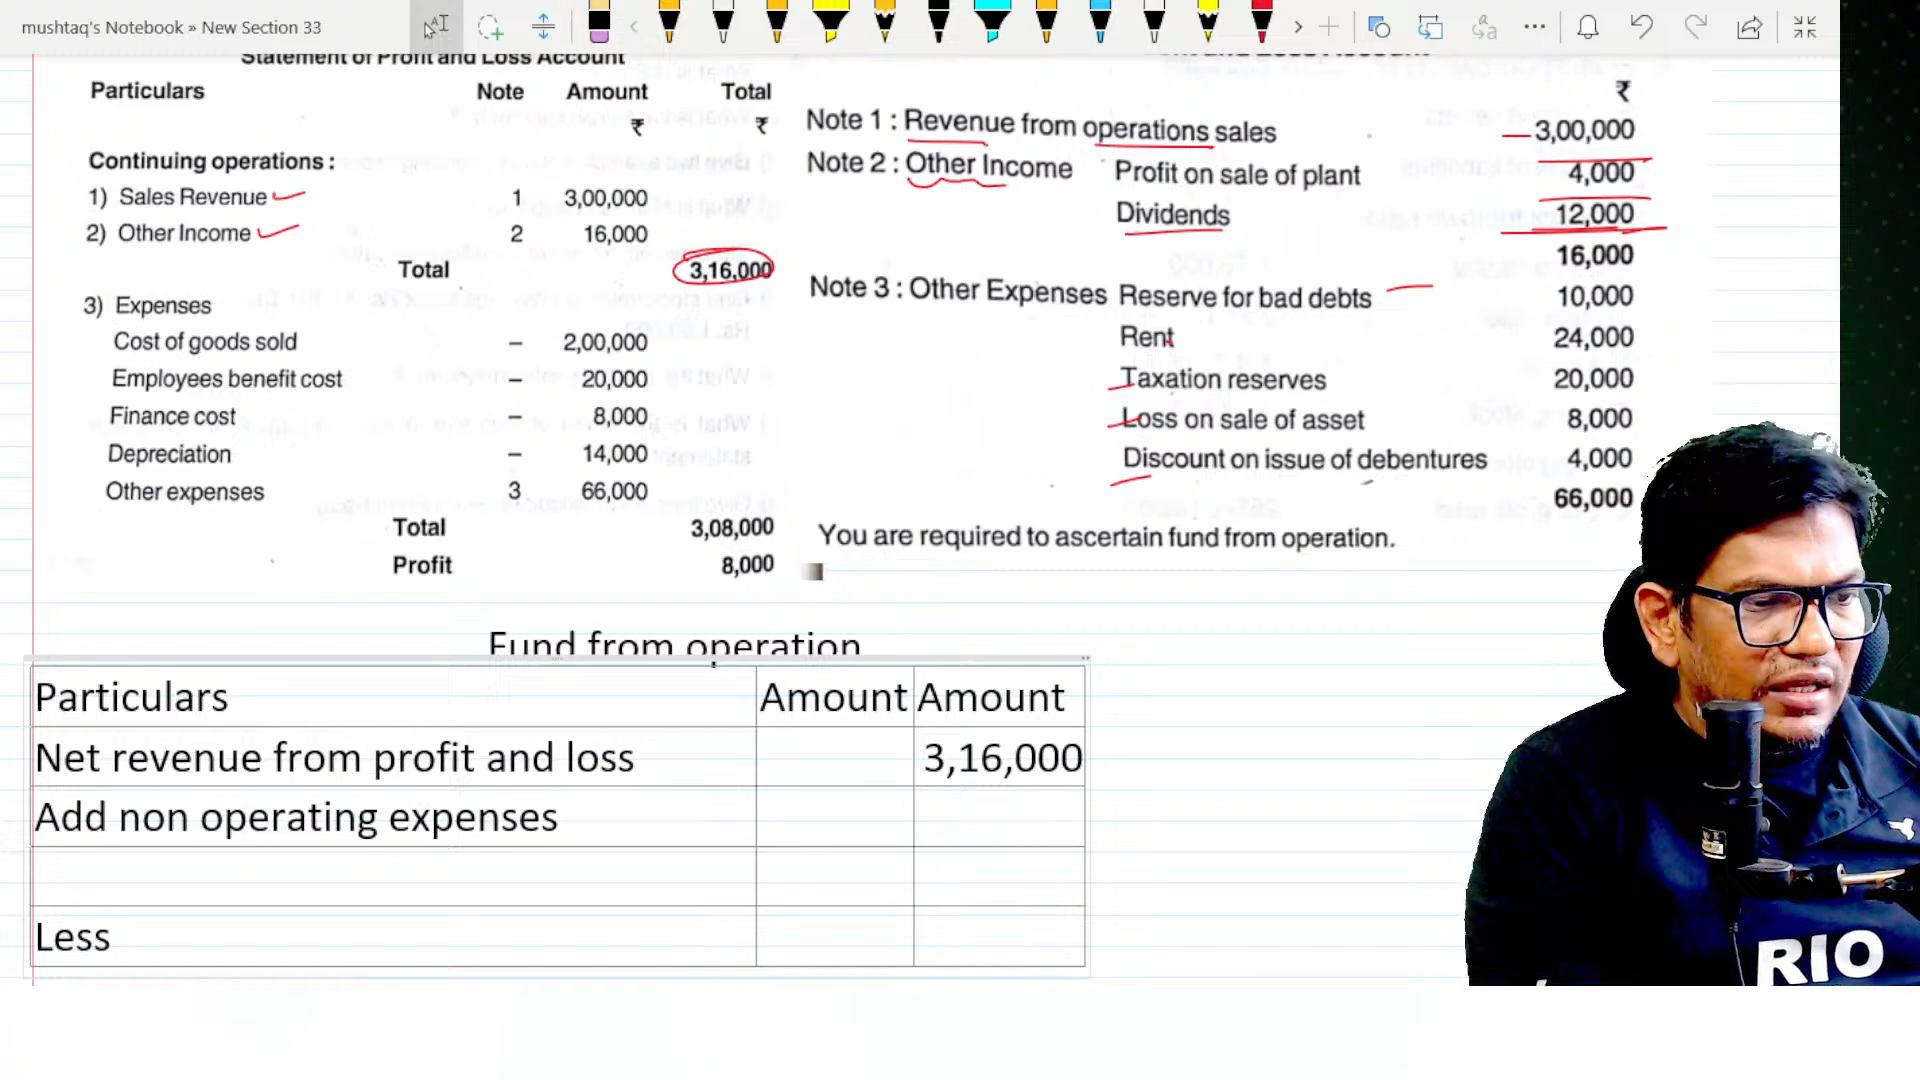 mushtaq's Notebook » New Section 33
Statement of Profit and Loss Account
Particulars Note Amount Total
₹ ₹
Continuing operations :
1) Sales Revenue 1 3,00,000
2) Other Income 2 16,000
Total 3,16,000
3) Expenses
Cost of goods sold – 2,00,000
Employees benefit cost – 20,000
Finance cost – 8,000
Depreciation – 14,000
Other expenses 3 66,000
Total 3,08,000
Profit 8,000
₹
Note 1 : Revenue from operations sales 3,00,000
Note 2 : Other Income Profit on sale of plant 4,000
Dividends 12,000
16,000
Note 3 : Other Expenses Reserve for bad debts 10,000
Rent 24,000
Taxation reserves 20,000
Loss on sale of asset 8,000
Discount on issue of debentures 4,000
66,000
You are required to ascertain fund from operation.
Fund from operation
Particulars Amount Amount
Net revenue from profit and loss 3,16,000
Add non operating expenses
Less
RIO